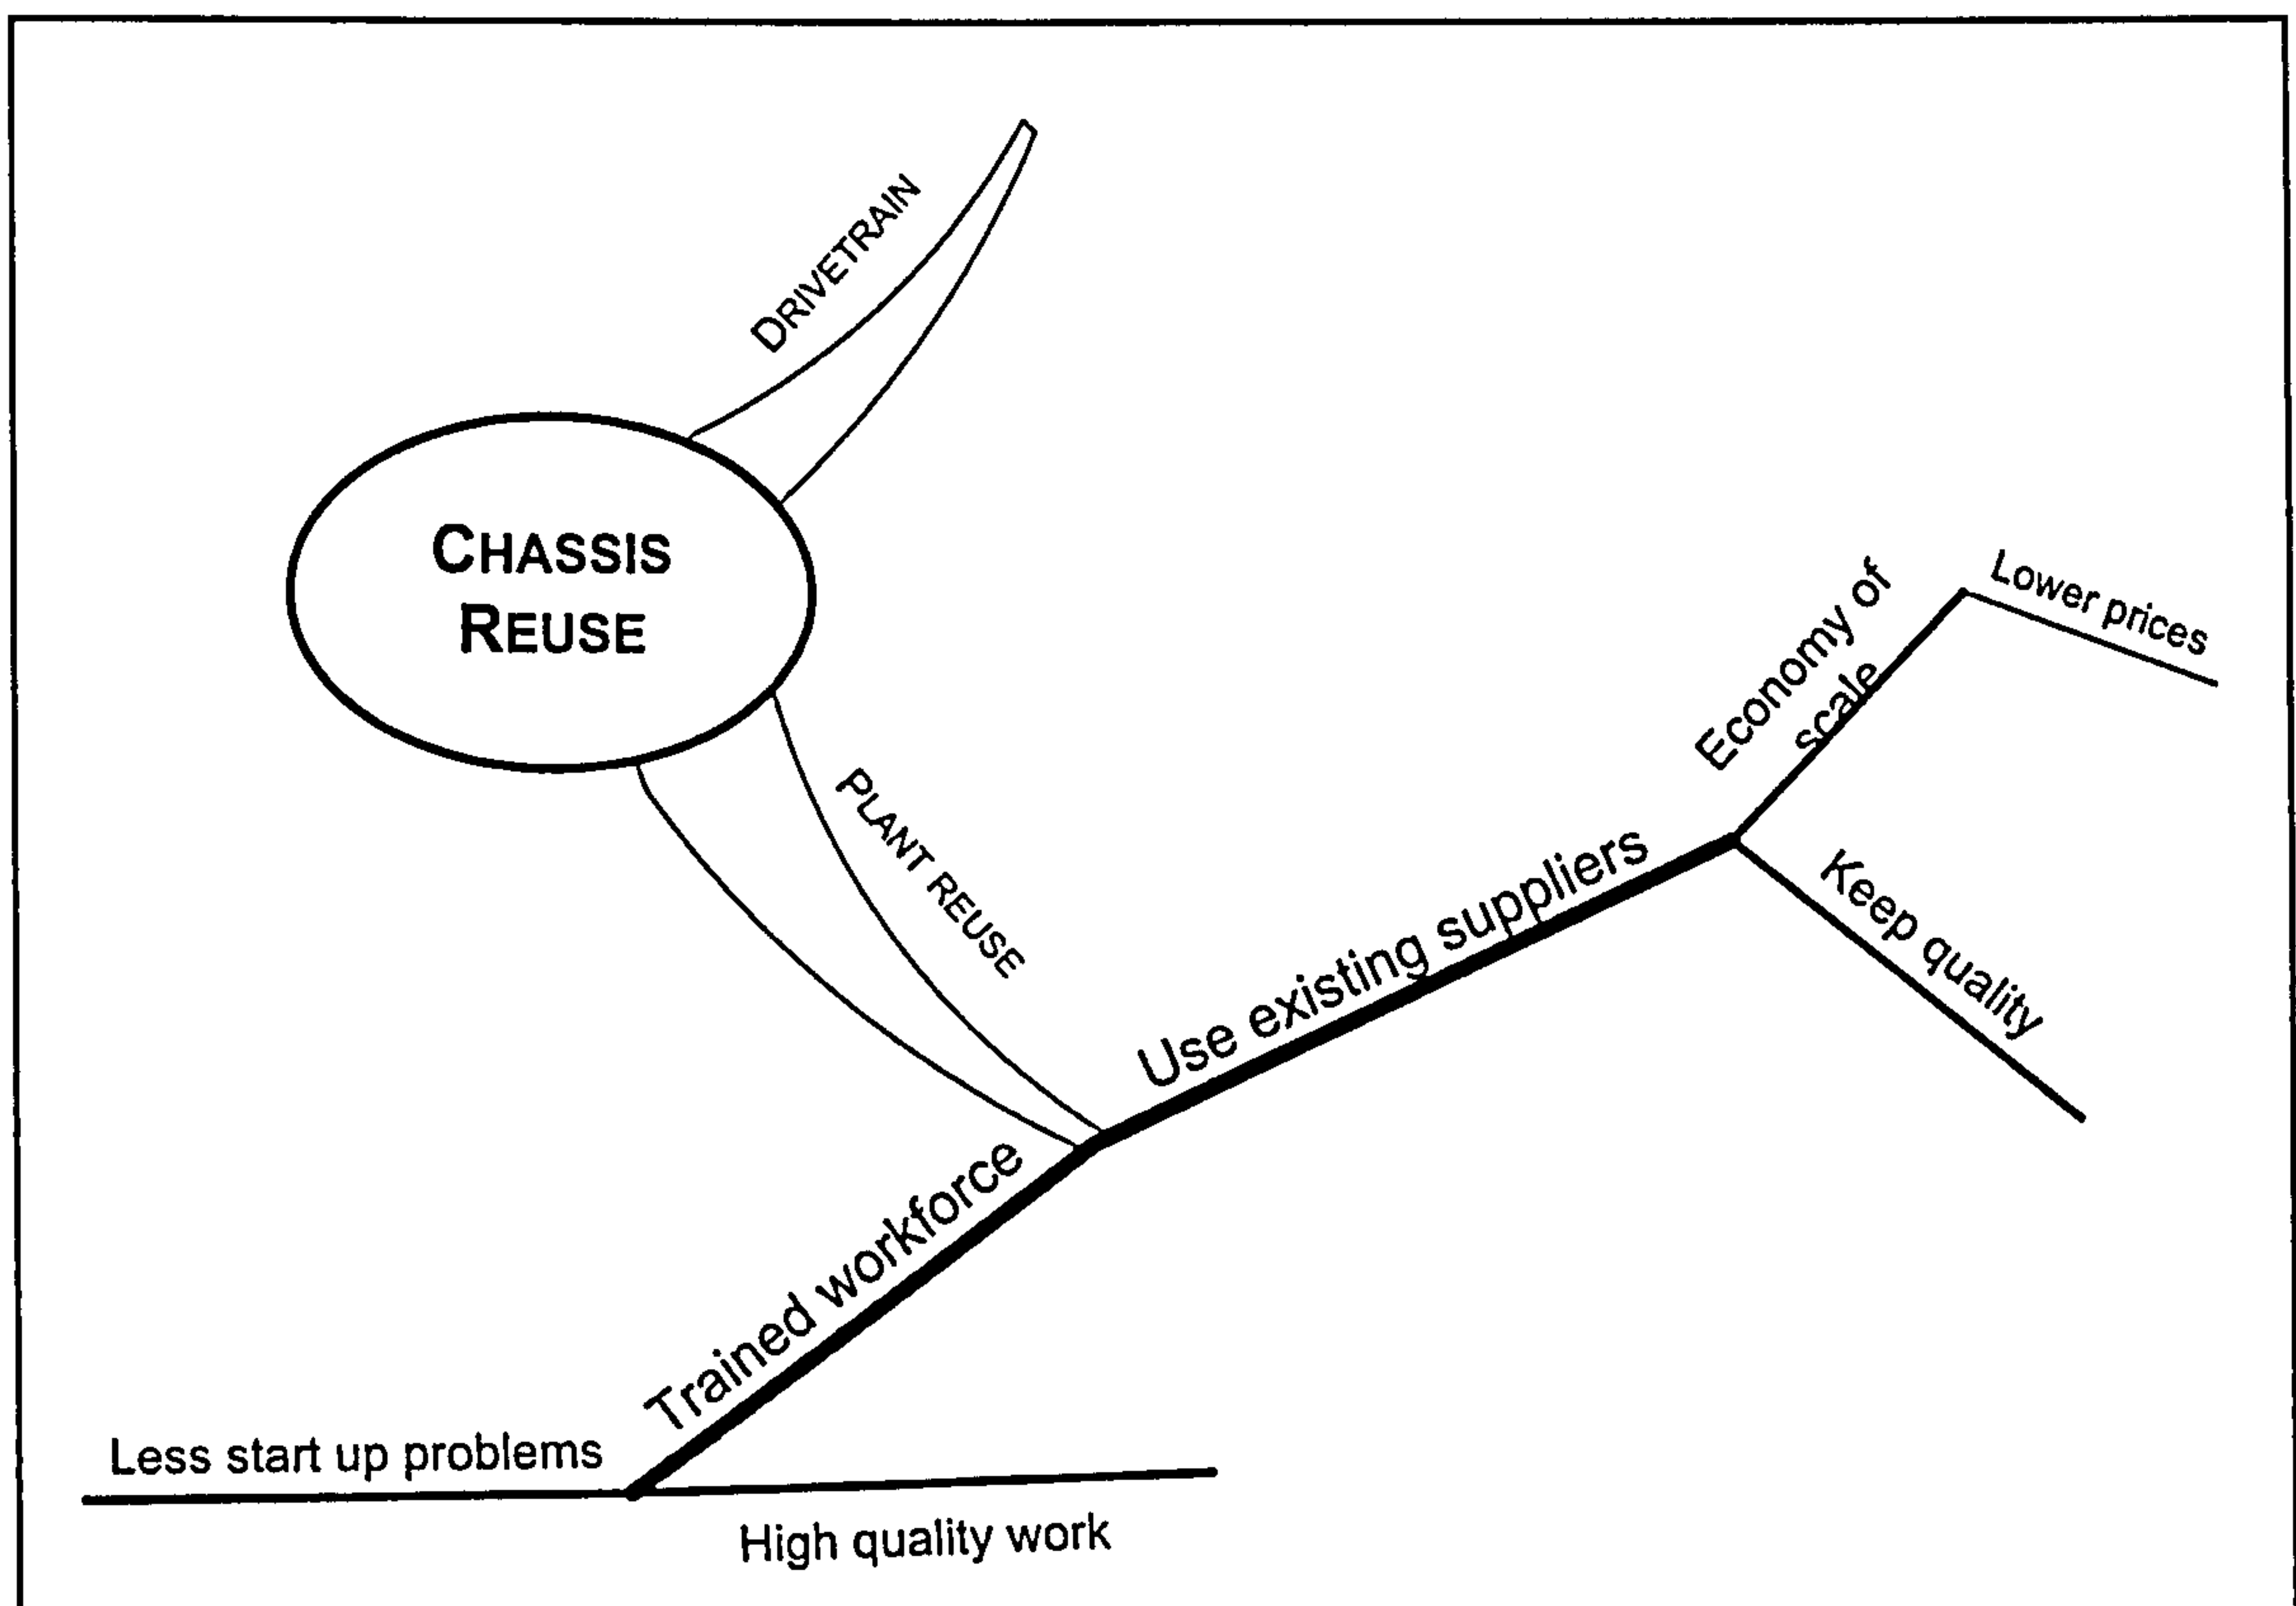 DRIVETRAIN
CHASSIS
REUSE
PLANT REUSE
Use existing suppliers
Economy of
scale
Lower prices
Keep quality
Trained workforce
Less start up problems
High quality work